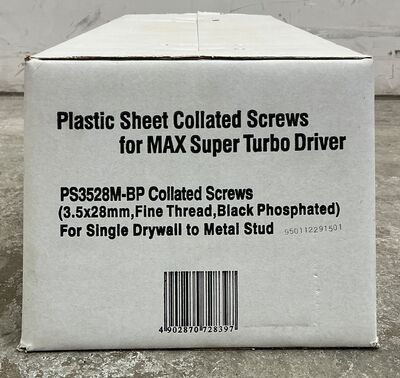 Plastic Sheet Collated Screws
for MAX Super Turbo Driver
PS3528M-BP Collated Screws
(3.5x28mm,Fine Thread,Black Phosphated)
For Single Drywall to Metal Stud 950112291501
4 902870 728397